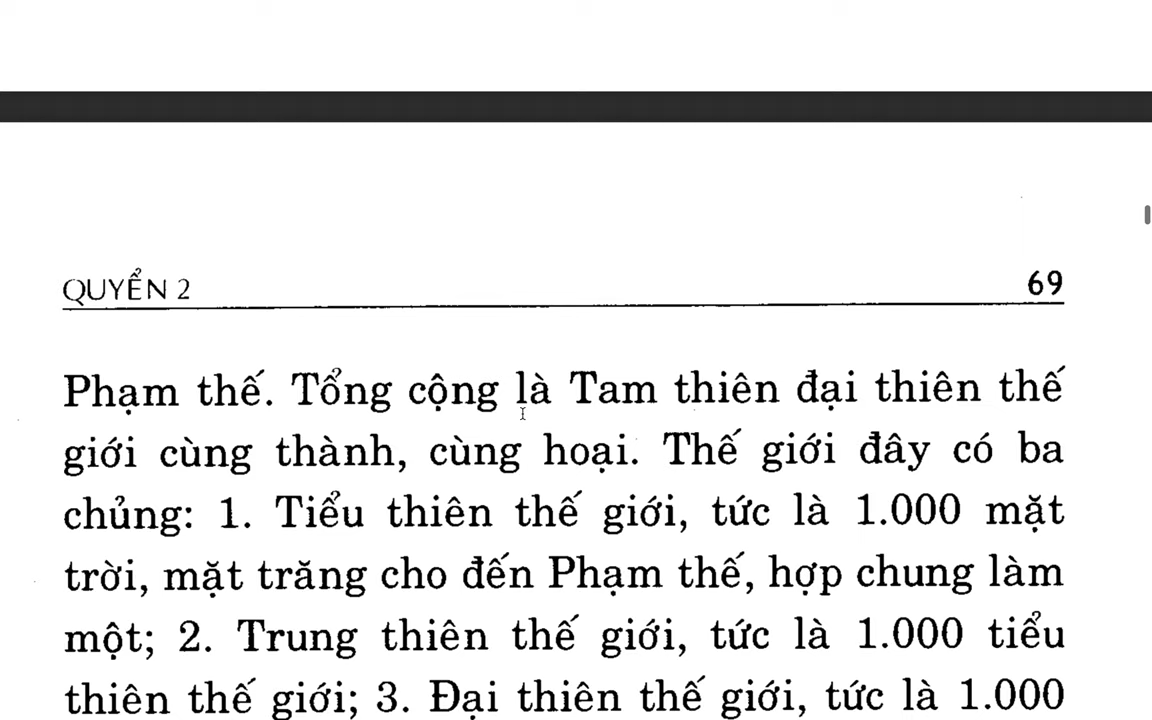 QUYỂN 2 69
Phạm thế. Tổng cộng là Tam thiên đại thiên thế
giới cùng thành, cùng hoại. Thế giới đây có ba
chủng: 1. Tiểu thiên thế giới, tức là 1.000 mặt
trời, mặt trăng cho đến Phạm thế, hợp chung làm
một; 2. Trung thiên thế giới, tức là 1.000 tiểu
thiên thế giới; 3. Đại thiên thế giới, tức là 1.000